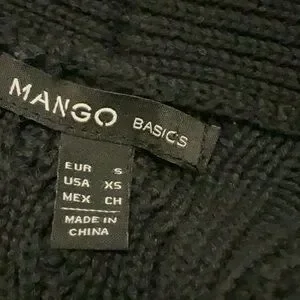 MANGO BASICS
EUR S
USA XS
MEX CH
MADE IN
CHINA